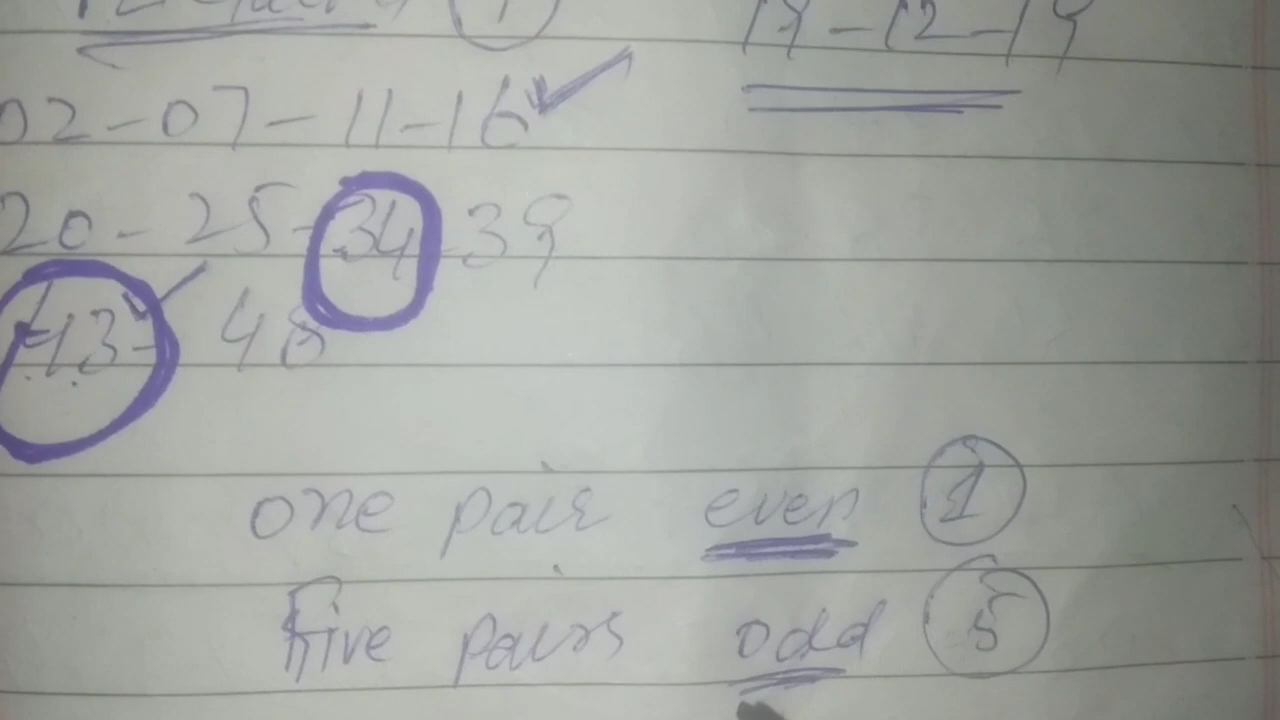 19-12-19
02-07-11-16
20-25-34-39
43-48
one pair even 1
Five pairs odd 5